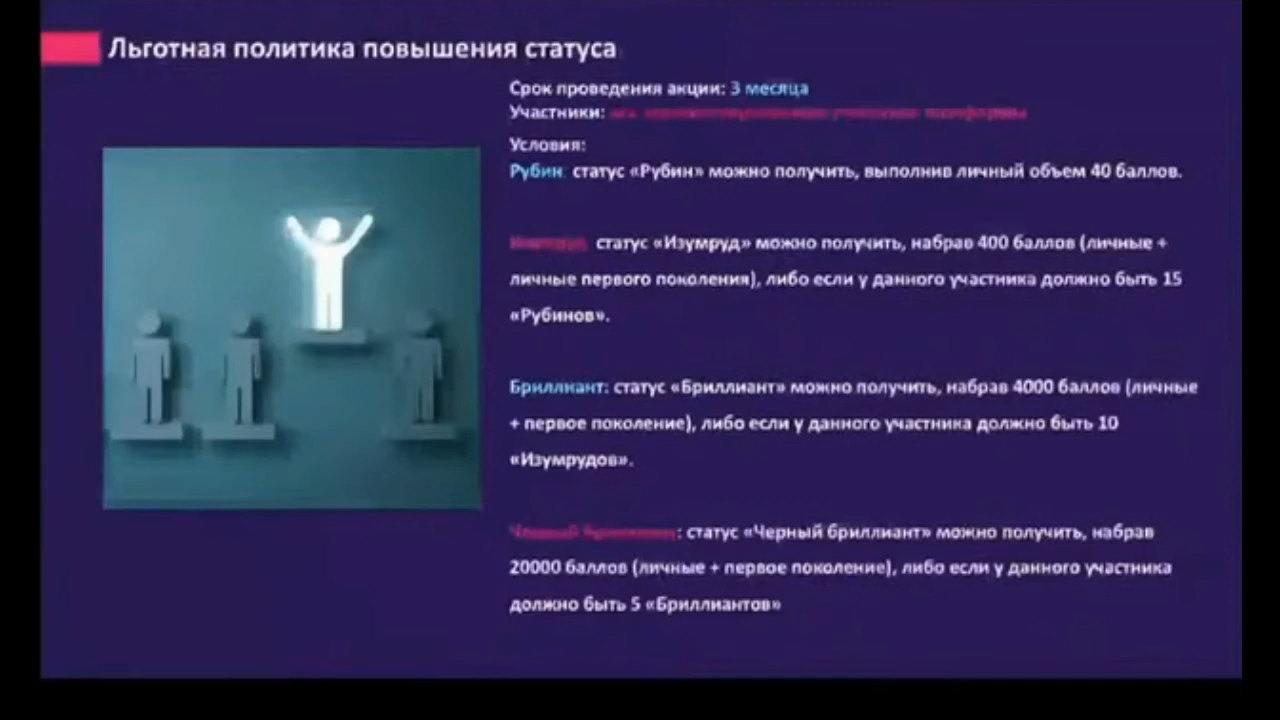 Льготная политика повышения статуса
Срок проведения акции: 3 месяца
Участники:
Условия:
Рубин: статус «Рубин» можно получить, выполнив личный объем 40 баллов.
статус «Изумруд» можно получить, набрав 400 баллов (личные +
личные первого поколения), либо если у данного участника должно быть 15
«Рубинов».
Бриллиант: статус «Бриллиант» можно получить, набрав 4000 баллов (личные
+ первое поколение), либо если у данного участника должно быть 10
«Изумрудов».
Черный бриллиант: статус «Черный бриллиант» можно получить, набрав
20000 баллов (личные + первое поколение), либо если у данного участника
должно быть 5 «Бриллиантов»